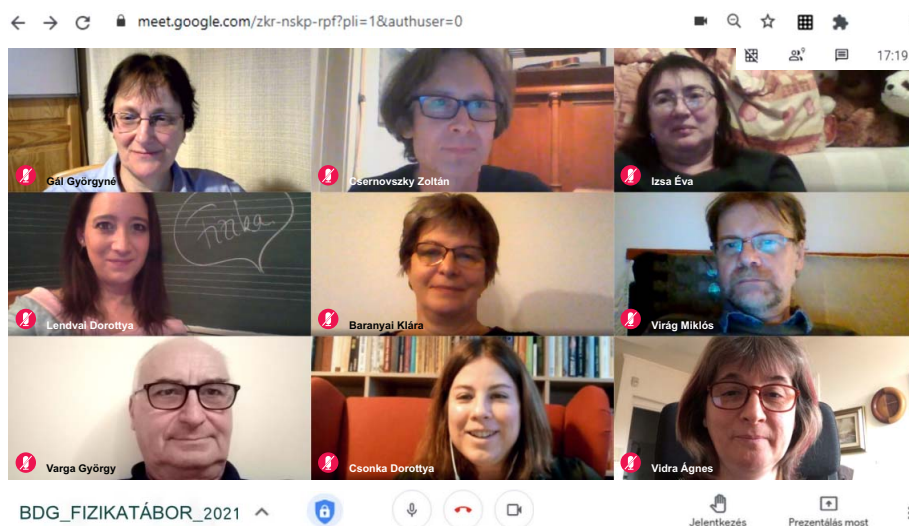 meet.google.com/zkr-nskp-rpf?pli=1&authuser=0
9
17:19
Gál Györgyné
Csernovszky Zoltán
Izsa Éva
fizika
Lendvai Dorottya
Baranyai Klára
Virág Miklós
Varga György
Csonka Dorottya
Vidra Ágnes
BDG_FIZIKATÁBOR_2021
Jelentkezés
Prezentálás most